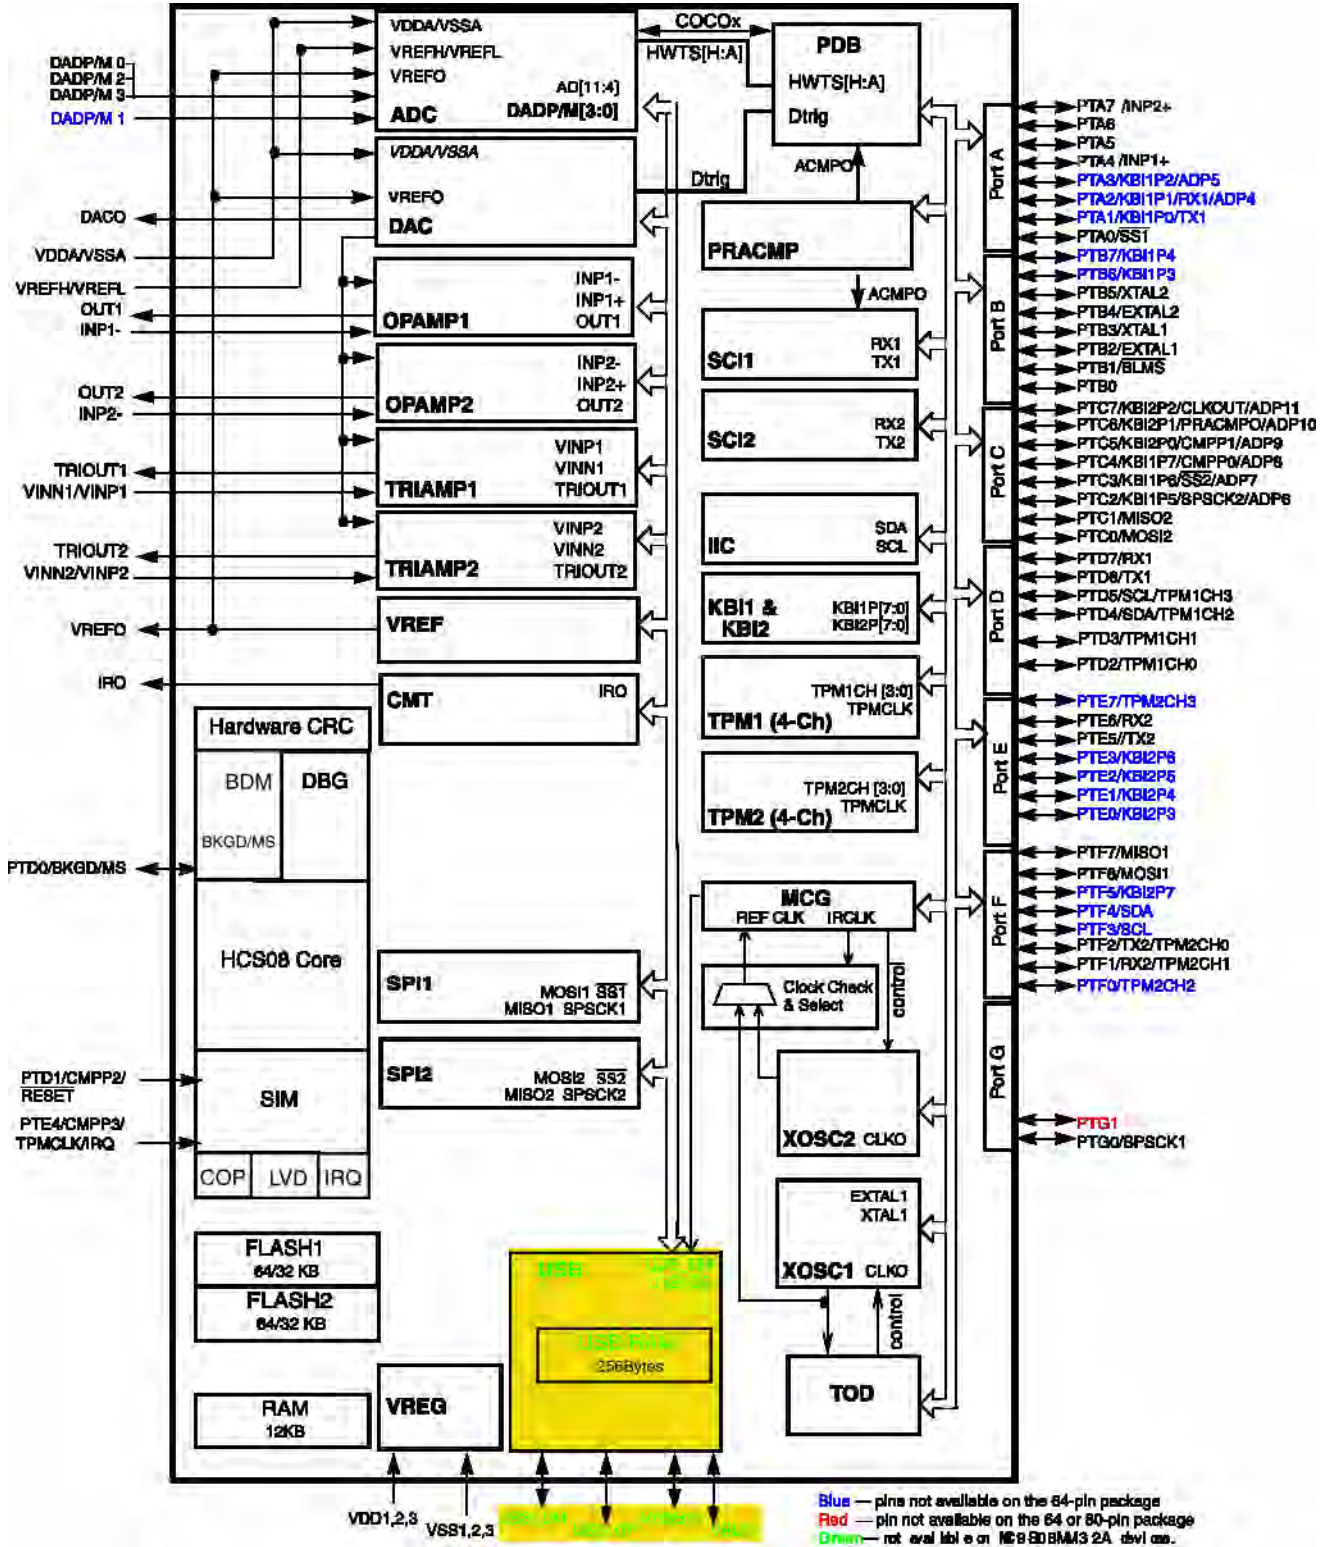 DADP/M 0
DADP/M 2
DADP/M 3
DADP/M 1
DACO
VDDA/VSSA
VREFH/VREFL
OUT1
INP1-
OUT2
INP2-
TRIOUT1
VINN1/VINP1
TRIOUT2
VINN2/VINP2
VREFO
IRO
PTD0/BKGD/MS
PTD1/CMPP2/
RESET
PTE4/CMPP3/
TPMCLK/IRQ
VDDA/VSSA
VREFH/VREFL
VREFO
AD[11:4]
ADC DADP/M[3:0]
VDDA/VSSA
VREFO
DAC
INP1-
INP1+
OPAMP1 OUT1
INP2-
INP2+
OPAMP2 OUT2
VINP1
VINN1
TRIAMP1 TRIOUT1
VINP2
VINN2
TRIAMP2 TRIOUT2
VREF
CMT IRO
Hardware CRC
BDM DBG
BKGD/MS
HCS08 Core
SIM
COP LVD IRQ
FLASH1
64/32 KB
FLASH2
64/32 KB
RAM
12KB
SPI1
MOSI1 SS1
MISO1 SPSCK1
SPI2
MOSI2 SS2
MISO2 SPSCK2
VREG
VDD1,2,3
VSS1,2,3
USB
USB RAM
256Bytes
COCOx
HWTS[H:A]
Dtrig
PDB
HWTS[H:A]
Dtrig
ACMPO
PRACMP
ACMPO
RX1
SCI1 TX1
RX2
SCI2 TX2
SDA
IIC SCL
KBI1 & KBI1P[7:0]
KBI2 KBI2P[7:0]
TPM1CH [3:0]
TPMCLK
TPM1 (4-Ch)
TPM2CH [3:0]
TPMCLK
TPM2 (4-Ch)
MCG
REF CLK IRCLK
Clock Check
& Select
control
XOSC2 CLKO
EXTAL1
XTAL1
XOSC1 CLKO
control
TOD
Port A
PTA7 /INP2+
PTA6
PTA5
PTA4 /INP1+
PTA3/KBI1P2/ADP5
PTA2/KBI1P1/RX1/ADP4
PTA1/KBI1P0/TX1
PTA0/SS1
Port B
PTB7/KBI1P4
PTB6/KBI1P3
PTB5/XTAL2
PTB4/EXTAL2
PTB3/XTAL1
PTB2/EXTAL1
PTB1/BLMS
PTB0
Port C
PTC7/KBI2P2/CLKOUT/ADP11
PTC6/KBI2P1/PRACMPO/ADP10
PTC5/KBI2P0/CMPP1/ADP9
PTC4/KBI1P7/CMPP0/ADP8
PTC3/KBI1P6/SS2/ADP7
PTC2/KBI1P5/SPSCK2/ADP6
PTC1/MISO2
PTC0/MOSI2
Port D
PTD7/RX1
PTD6/TX1
PTD5/SCL/TPM1CH3
PTD4/SDA/TPM1CH2
PTD3/TPM1CH1
PTD2/TPM1CH0
Port E
PTE7/TPM2CH3
PTE6/RX2
PTE5//TX2
PTE3/KBI2P6
PTE2/KBI2P5
PTE1/KBI2P4
PTE0/KBI2P3
Port F
PTF7/MISO1
PTF6/MOSI1
PTF5/KBI2P7
PTF4/SDA
PTF3/SCL
PTF2/TX2/TPM2CH0
PTF1/RX2/TPM2CH1
PTF0/TPM2CH2
Port G
PTG1
PTG0/SPSCK1
Blue — pins not available on the 64-pin package
Red — pin not available on the 64 or 80-pin package
Green — not available on MC9S08MM32A devices.